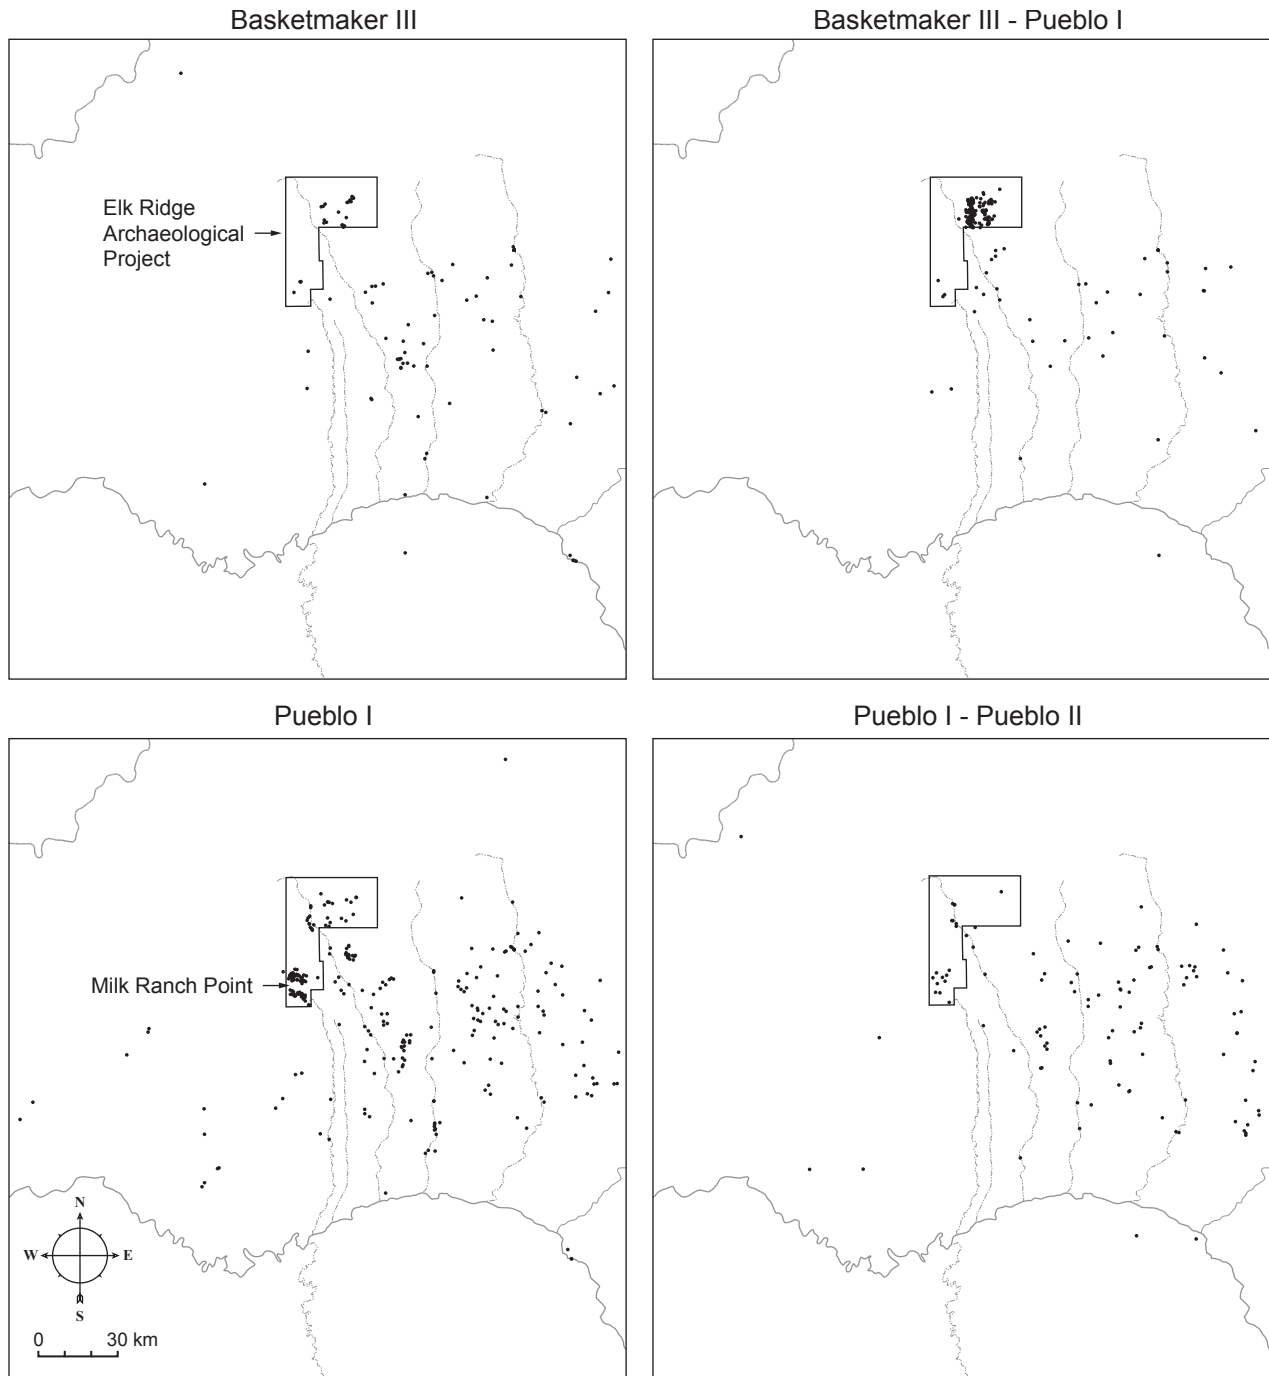 Basketmaker III
Basketmaker III - Pueblo I
Elk Ridge
Archaeological
Project
Pueblo I
Pueblo I - Pueblo II
Milk Ranch Point
N
W
E
S
0
30 km